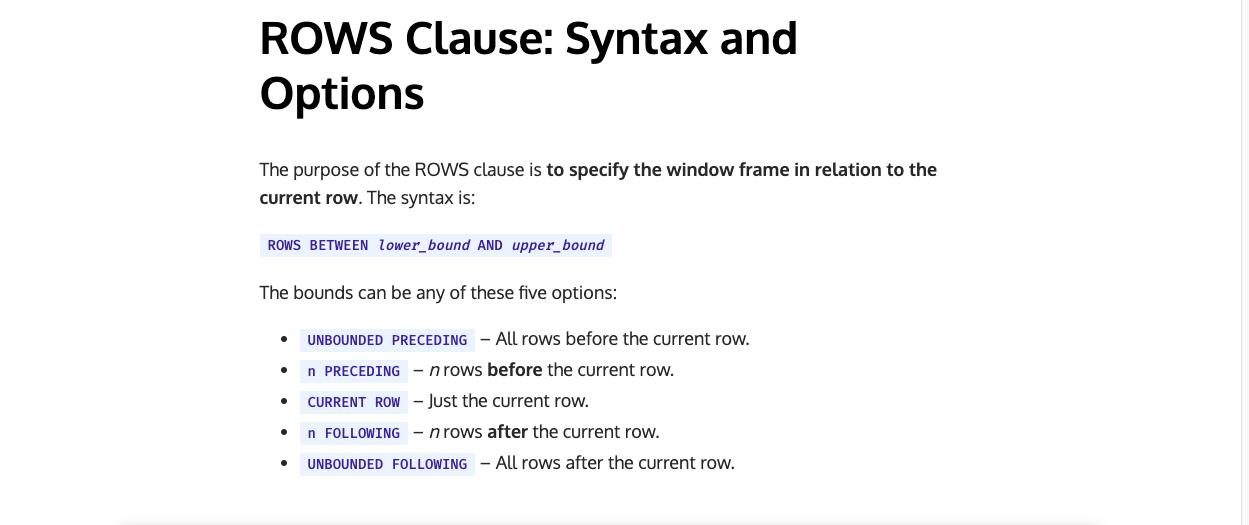 ROWS Clause: Syntax and
Options
The purpose of the ROWS clause is to specify the window frame in relation to the
current row. The syntax is:
ROWS BETWEEN lower_bound AND upper_bound
The bounds can be any of these five options:
• UNBOUNDED PRECEDING – All rows before the current row.
• n PRECEDING – n rows before the current row.
• CURRENT ROW – Just the current row.
• n FOLLOWING – n rows after the current row.
• UNBOUNDED FOLLOWING – All rows after the current row.